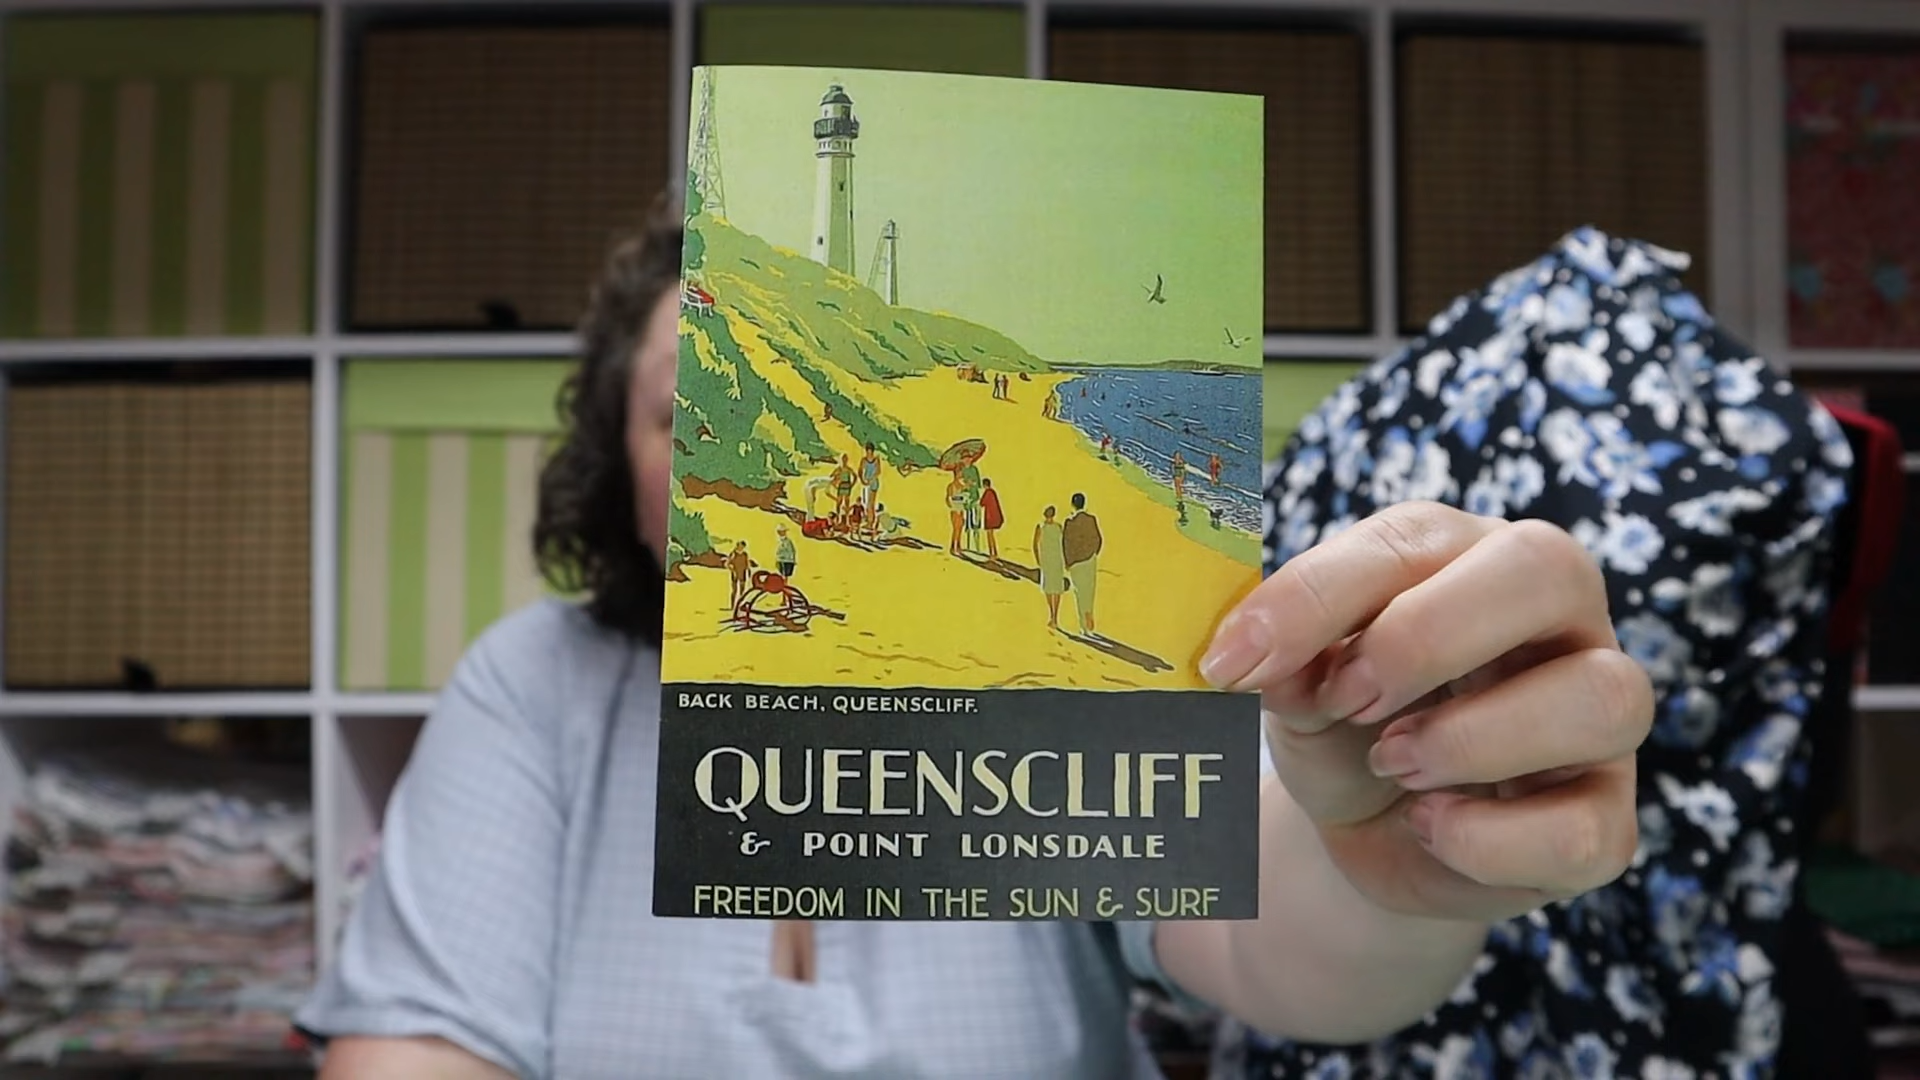 BACK BEACH, QUEENSCLIFF.
QUEENSCLIFF
& POINT LONSDALE
FREEDOM IN THE SUN & SURF